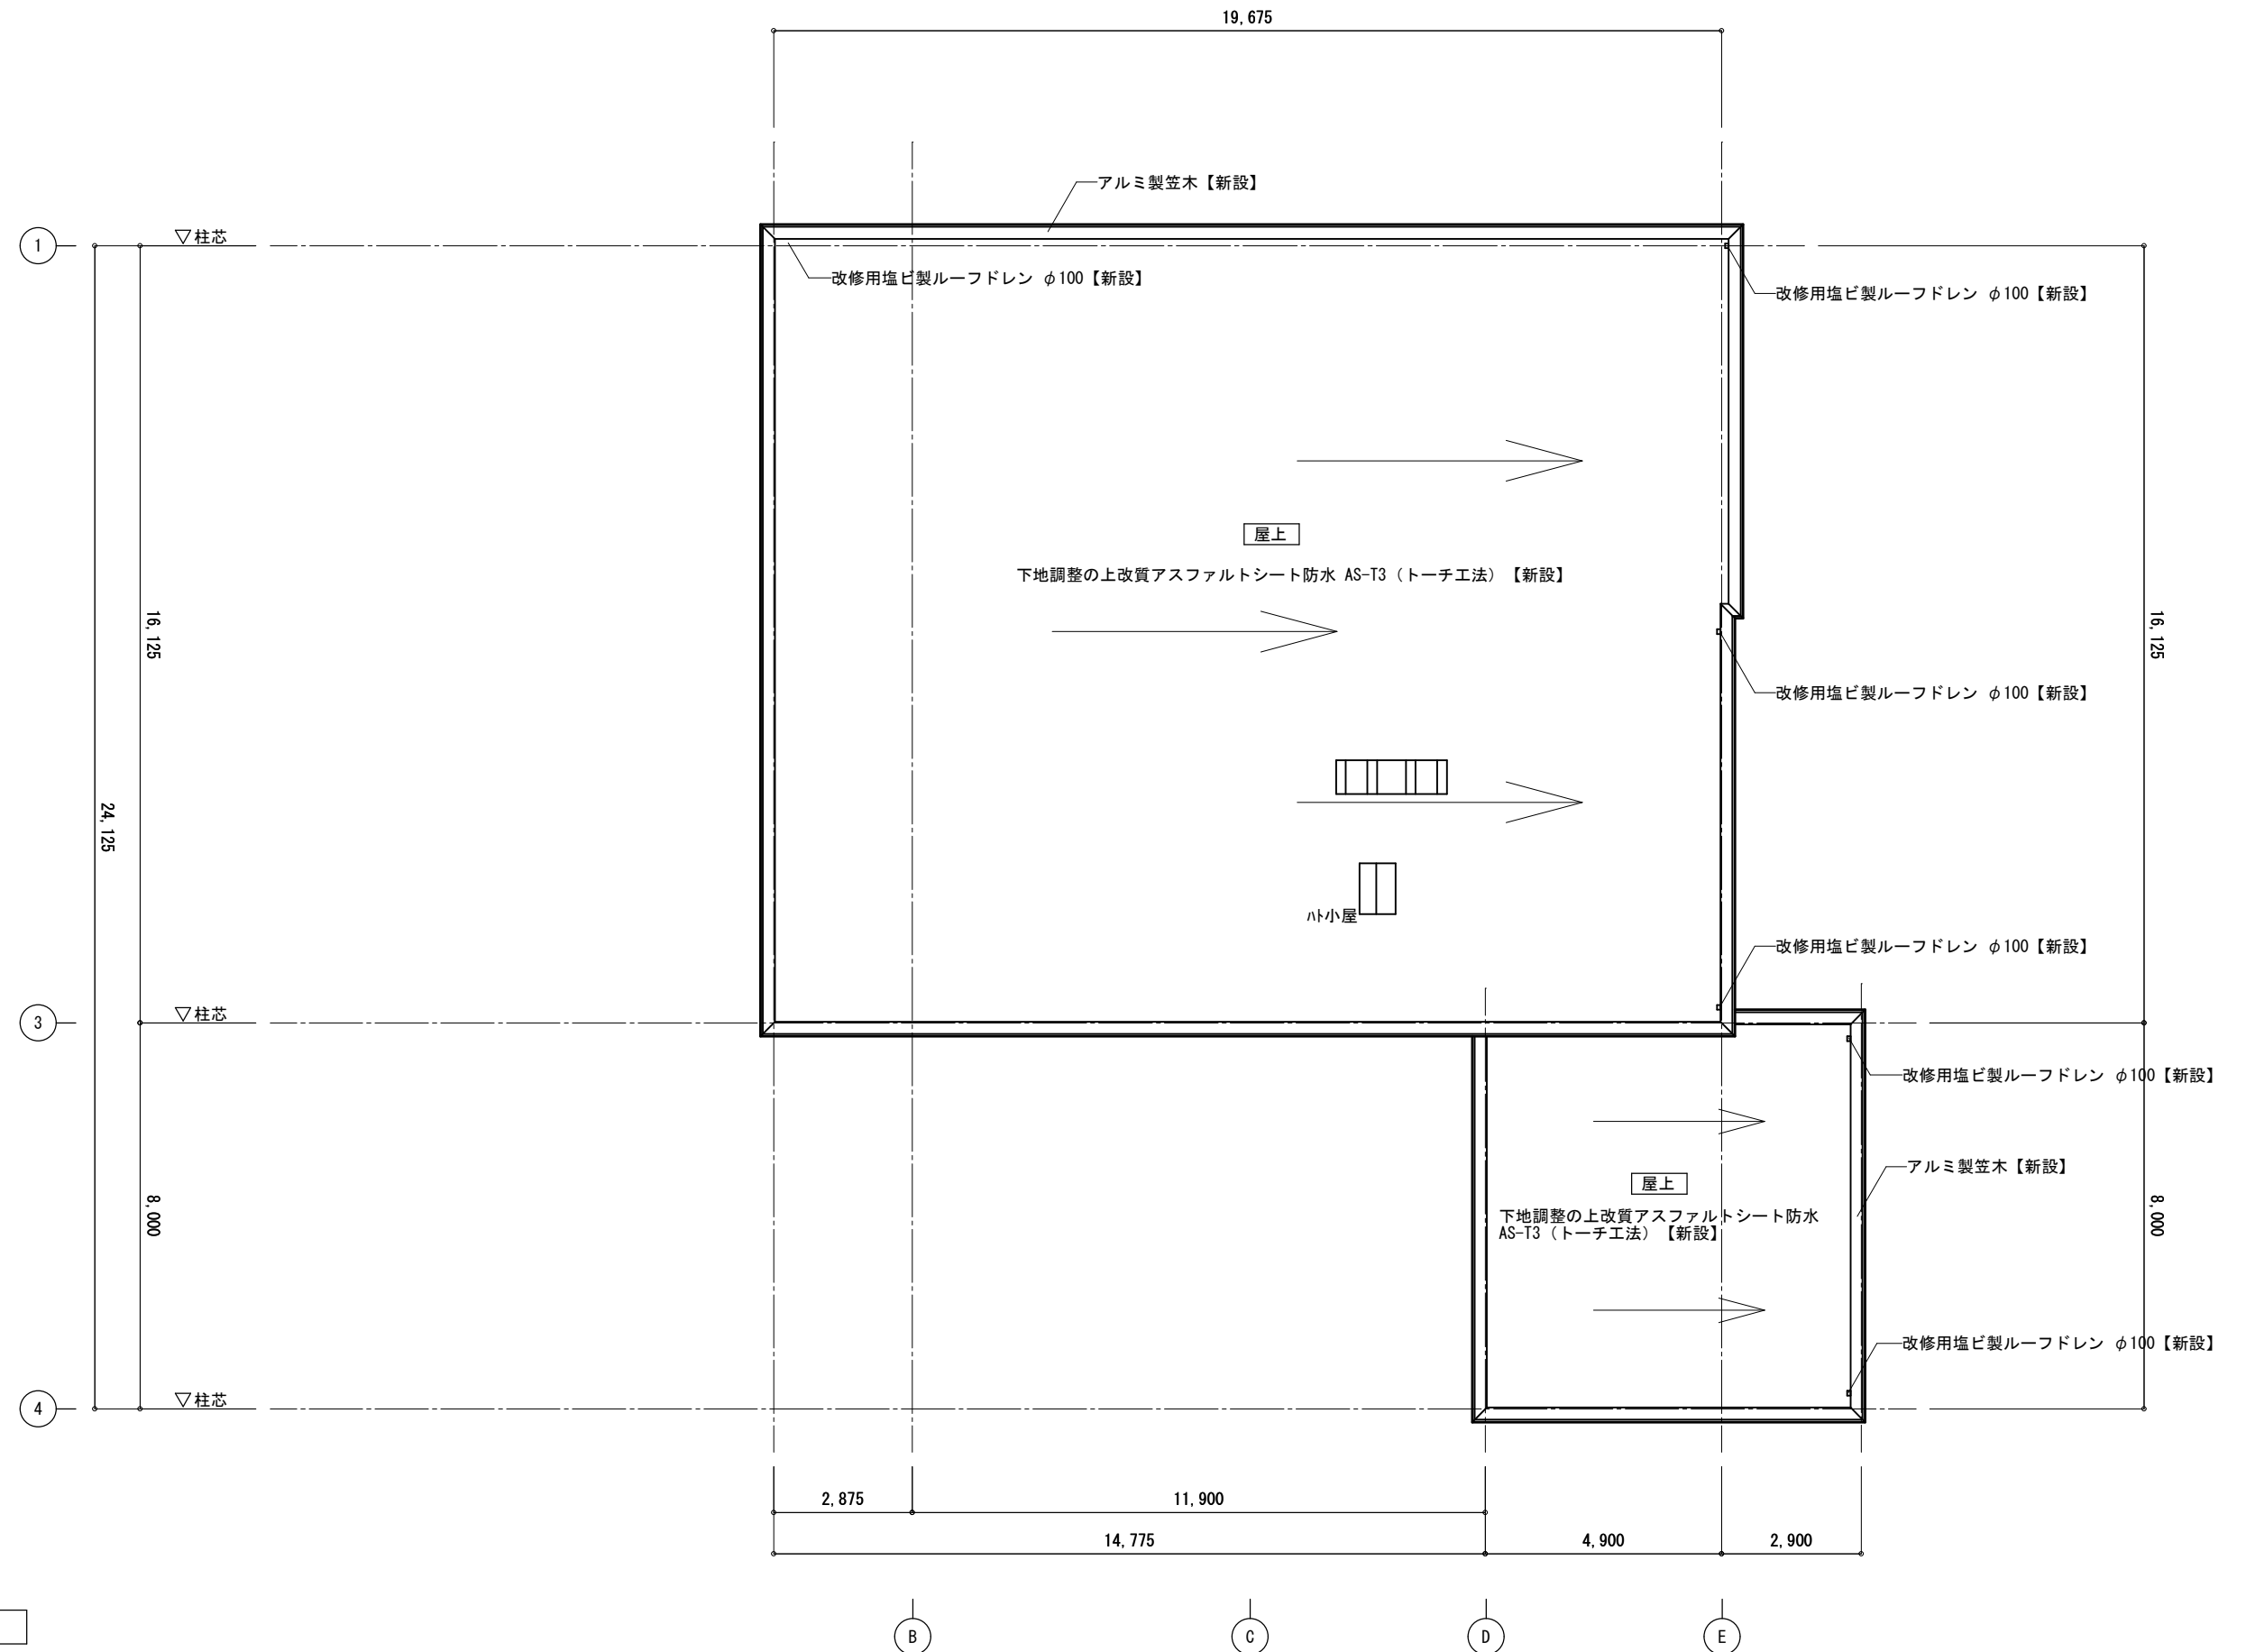 19,675
アルミ製笠木【新設】
1
▽柱芯
改修用塩ビ製ルーフドレン φ100【新設】
改修用塩ビ製ルーフドレン φ100【新設】
屋上
下地調整の上改質アスファルトシート防水 AS-T3（トーチ工法）【新設】
16,125
16,125
改修用塩ビ製ルーフドレン φ100【新設】
24,125
ﾊﾄ小屋
改修用塩ビ製ルーフドレン φ100【新設】
3
▽柱芯
改修用塩ビ製ルーフドレン φ100【新設】
アルミ製笠木【新設】
屋上
8,000
8,000
下地調整の上改質アスファルトシート防水
AS-T3（トーチ工法）【新設】
改修用塩ビ製ルーフドレン φ100【新設】
4
▽柱芯
2,875
11,900
14,775
4,900
2,900
B
C
D
E